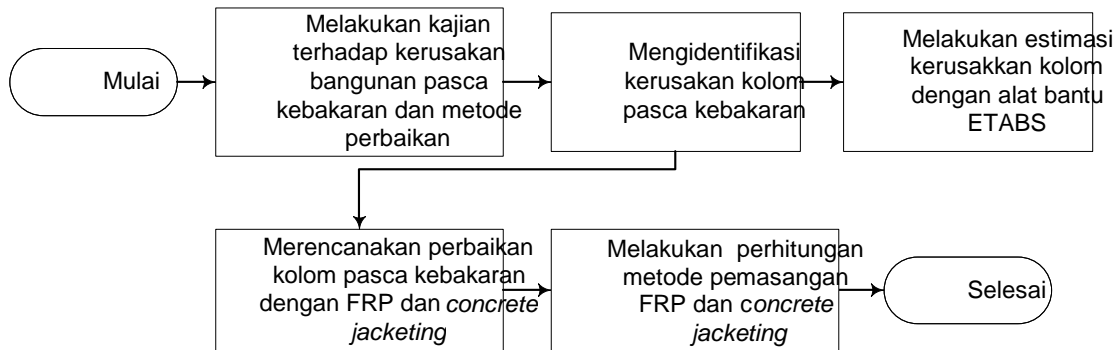 Mulai
Melakukan kajian
terhadap kerusakan
bangunan pasca
kebakaran dan metode
perbaikan
Mengidentifikasi
kerusakan kolom
pasca kebakaran
Melakukan estimasi
kerusakkan kolom
dengan alat bantu
ETABS
Merencanakan perbaikan
kolom pasca kebakaran
dengan FRP dan concrete
jacketing
Melakukan perhitungan
metode pemasangan
FRP dan concrete
jacketing
Selesai